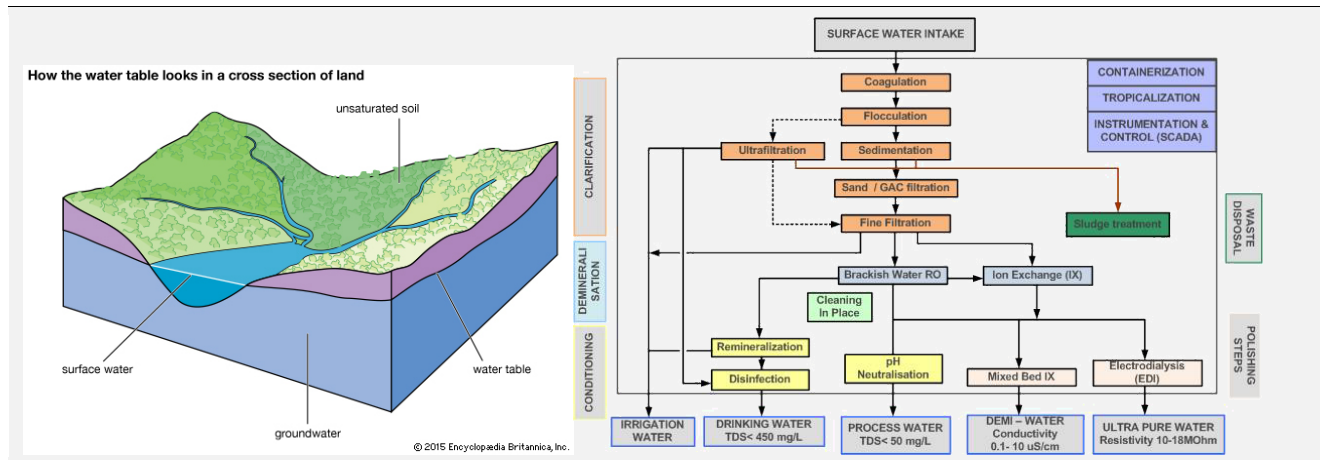 How the water table looks in a cross section of land
unsaturated soil
surface water
water table
groundwater
© 2015 Encyclopædia Britannica, Inc.
SURFACE WATER INTAKE
CONTAINERIZATION
TROPICALIZATION
INSTRUMENTATION &
CONTROL (SCADA)
CLARIFICATION
Coagulation
Flocculation
Ultrafiltration
Sedimentation
Sand / GAC filtration
Fine Filtration
Sludge treatment
WASTE
DISPOSAL
DEMINERALI
SATION
Brackish Water RO
Ion Exchange (IX)
Cleaning
In Place
CONDITIONING
Remineralization
Disinfection
pH
Neutralisation
Mixed Bed IX
Electrodialysis
(EDI)
POLISHING
STEPS
IRRIGATION
WATER
DRINKING WATER
TDS< 450 mg/L
PROCESS WATER
TDS< 50 mg/L
DEMI – WATER
Conductivity
0.1- 10 uS/cm
ULTRA PURE WATER
Resistivity 10-18MOhm